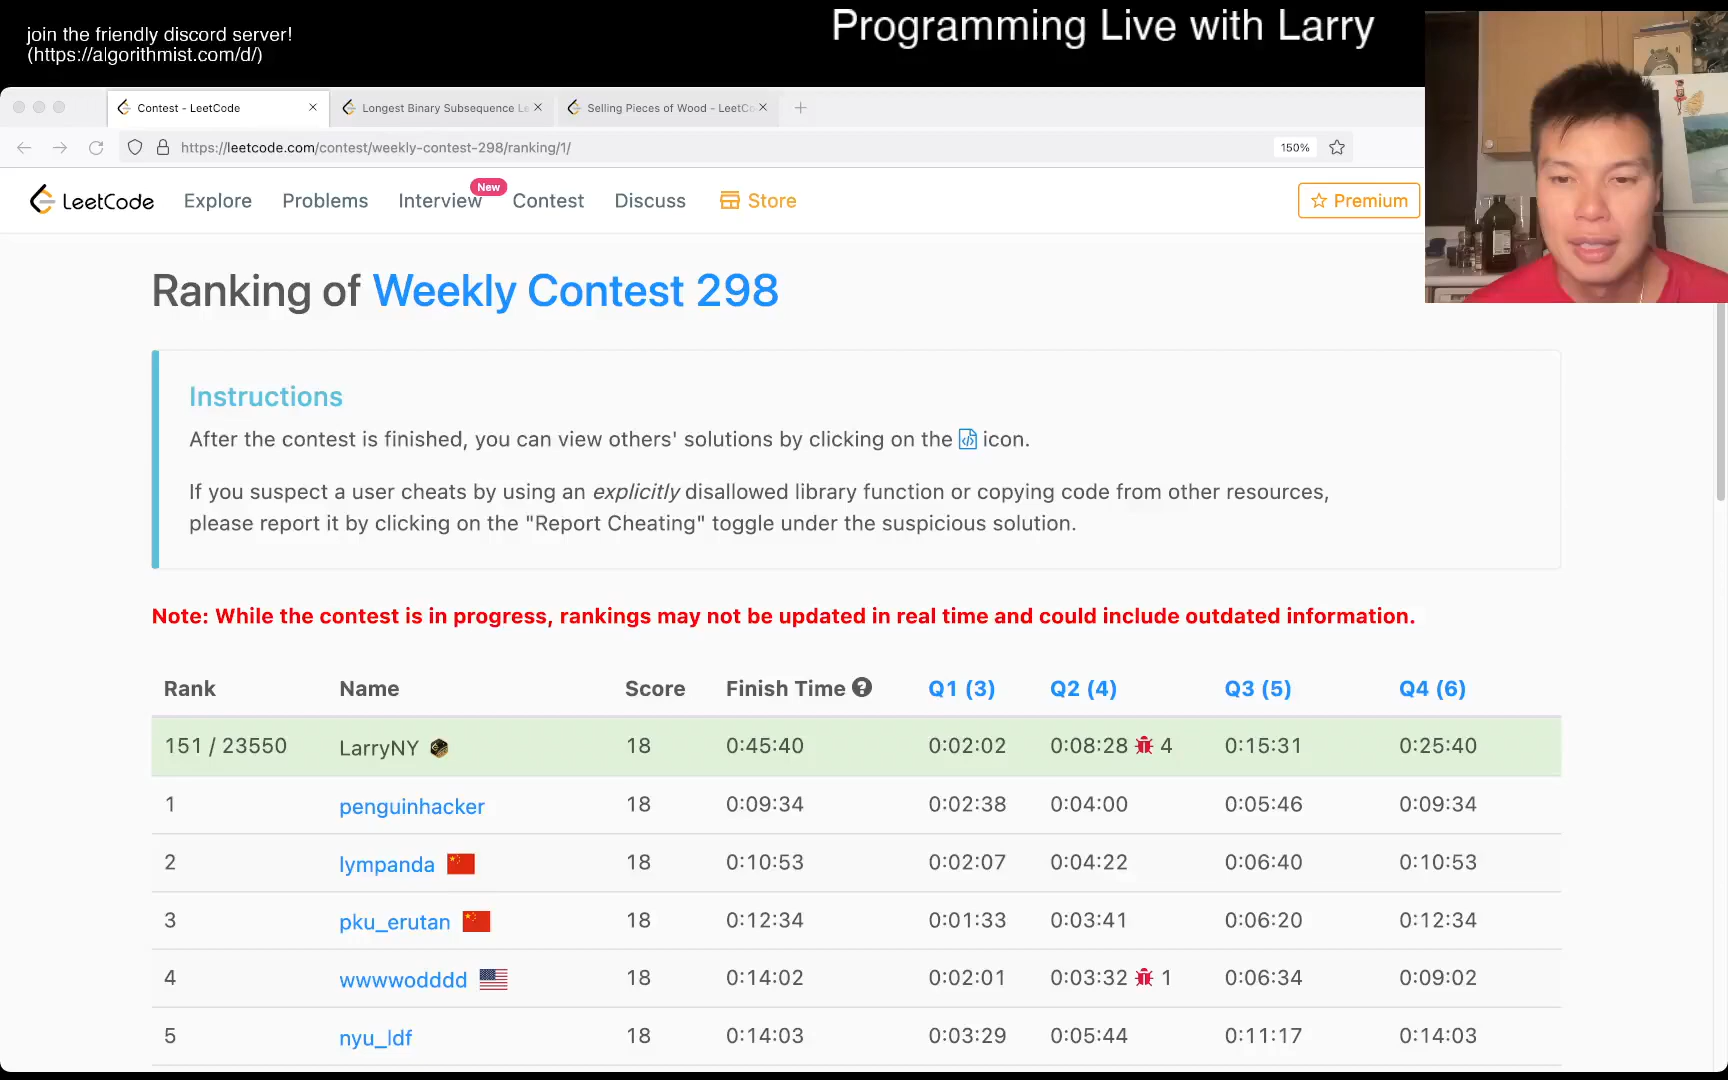 join the friendly discord server!
(https://algorithmist.com/d/)
Programming Live with Larry
Contest - LeetCode
Longest Binary Subsequence Le
Selling Pieces of Wood - LeetCo
https://leetcode.com/contest/weekly-contest-298/ranking/1/
150%
LeetCode Explore Problems Interview New Contest Discuss Store Premium
Ranking of Weekly Contest 298
Instructions
After the contest is finished, you can view others' solutions by clicking on the icon.
If you suspect a user cheats by using an explicitly disallowed library function or copying code from other resources,
please report it by clicking on the "Report Cheating" toggle under the suspicious solution.
Note: While the contest is in progress, rankings may not be updated in real time and could include outdated information.
Rank Name Score Finish Time ? Q1 (3) Q2 (4) Q3 (5) Q4 (6)
151 / 23550 LarryNY 18 0:45:40 0:02:02 0:08:28 4 0:15:31 0:25:40
1 penguinhacker 18 0:09:34 0:02:38 0:04:00 0:05:46 0:09:34
2 lympanda 18 0:10:53 0:02:07 0:04:22 0:06:40 0:10:53
3 pku_erutan 18 0:12:34 0:01:33 0:03:41 0:06:20 0:12:34
4 wwwwodddd 18 0:14:02 0:02:01 0:03:32 1 0:06:34 0:09:02
5 nyu_ldf 18 0:14:03 0:03:29 0:05:44 0:11:17 0:14:03